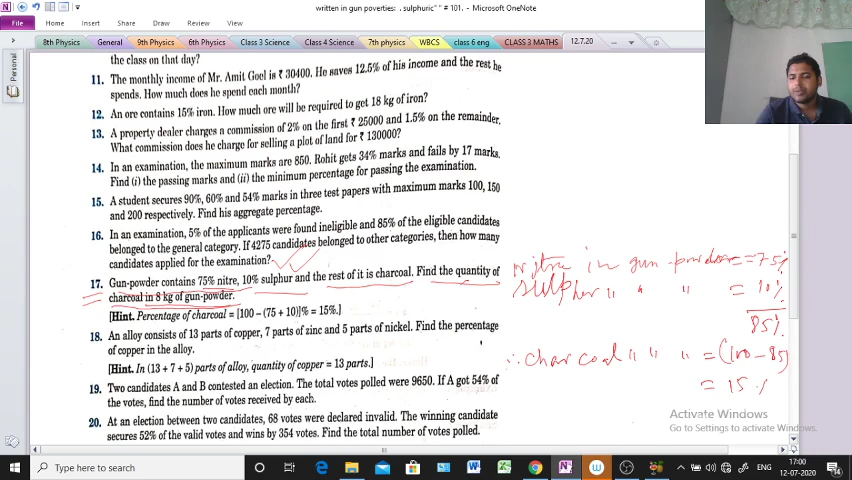 written in gun poverties: . sulphuric" " # 101. - Microsoft OneNote
File Home Insert Share Draw Review View
8th Physics General 9th Physics 6th Physics Class 3 Science Class 4 Science 7th physics WBCS class 6 eng CLASS 3 MATHS 12.7.20
Personal
the class on that day?
11. The monthly income of Mr. Amit Goel is ₹ 30400. He saves 12.5% of his income and the rest he
spends. How much does he spend each month?
12. An ore contains 15% iron. How much ore will be required to get 18 kg of iron?
13. A property dealer charges a commission of 2% on the first ₹ 25000 and 1.5% on the remainder.
What commission does he charge for selling a plot of land for ₹ 130000?
14. In an examination, the maximum marks are 850. Rohit gets 34% marks and fails by 17 marks.
Find (i) the passing marks and (ii) the minimum percentage for passing the examination.
15. A student secures 90%, 60% and 54% marks in three test papers with maximum marks 100, 150
and 200 respectively. Find his aggregate percentage.
16. In an examination, 5% of the applicants were found ineligible and 85% of the eligible candidates
belonged to the general category. If 4275 candidates belonged to other categories, then how many
candidates applied for the examination?
17. Gun-powder contains 75% nitre, 10% sulphur and the rest of it is charcoal. Find the quantity of
charcoal in 8 kg of gun-powder.
[Hint. Percentage of charcoal = [100 – (75 + 10)]% = 15%.]
18. An alloy consists of 13 parts of copper, 7 parts of zinc and 5 parts of nickel. Find the percentage
of copper in the alloy.
[Hint. In (13 + 7 + 5) parts of alloy, quantity of copper = 13 parts.]
19. Two candidates A and B contested an election. The total votes polled were 9650. If A got 54% of
the votes, find the number of votes received by each.
20. At an election between two candidates, 68 votes were declared invalid. The winning candidate
secures 52% of the valid votes and wins by 354 votes. Find the total number of votes polled.
Nitre in gun-powder = 75%
Sulpher " " " = 10%
85%
∴ charcoal " " " = (100 - 85)
= 15%
Activate Windows
Go to Settings to activate Windows.
Type here to search
ENG
17:00
12-07-2020
14